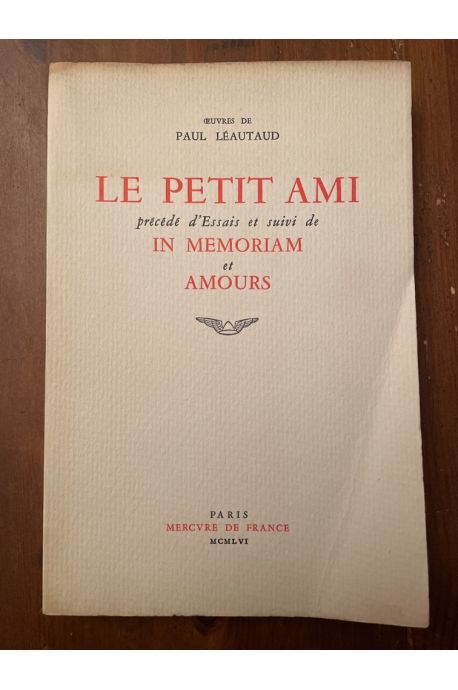 ŒUVRES DE
PAUL LÉAUTAUD
LE PETIT AMI
précédé d'Essais et suivi de
IN MEMORIAM
et
AMOURS
PARIS
MERCVRE DE FRANCE
MCMLVI